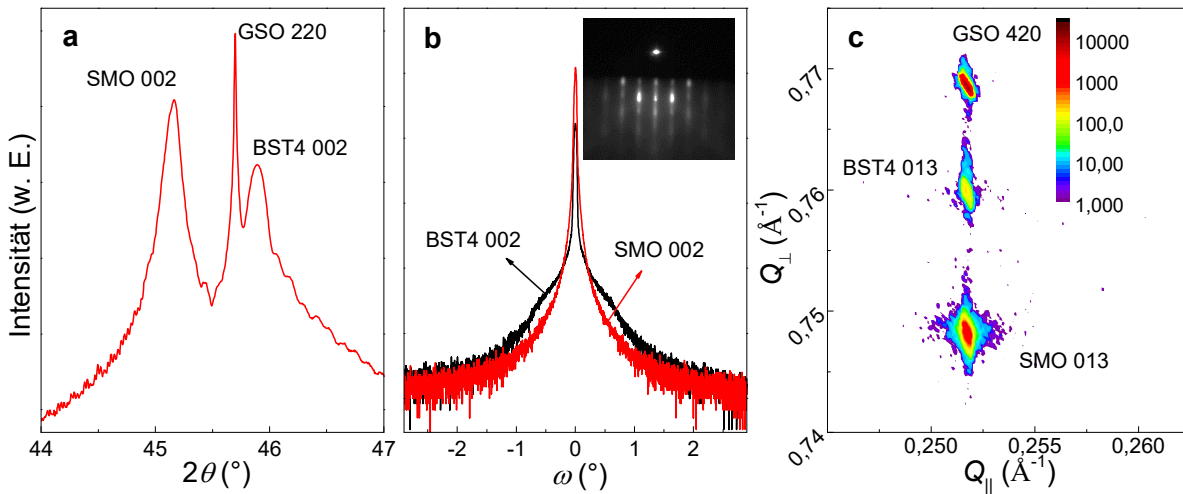 a
GSO 220
SMO 002
BST4 002
Intensität (w. E.)
44 45 46 47
2θ (°)
b
BST4 002
SMO 002
-2 -1 0 1 2
ω (°)
c
GSO 420
BST4 013
SMO 013
10000
1000
100,0
10,00
1,000
0,77
0,76
0,75
0,74
Q⊥ (Å⁻¹)
0,250 0,255 0,260
Q|| (Å⁻¹)